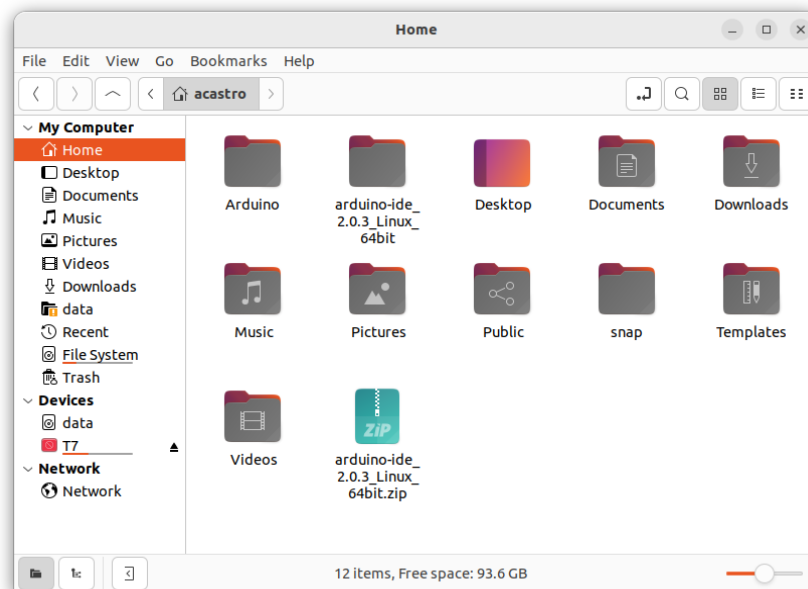 Home
File Edit View Go Bookmarks Help
acastro
My Computer
Home
Desktop
Documents
Music
Pictures
Videos
Downloads
data
Recent
File System
Trash
Devices
data
T7
Network
Network
Arduino
arduino-ide_
2.0.3_Linux_
64bit
Desktop
Documents
Downloads
Music
Pictures
Public
snap
Templates
Videos
ZiP
arduino-ide_
2.0.3_Linux_
64bit.zip
12 items, Free space: 93.6 GB